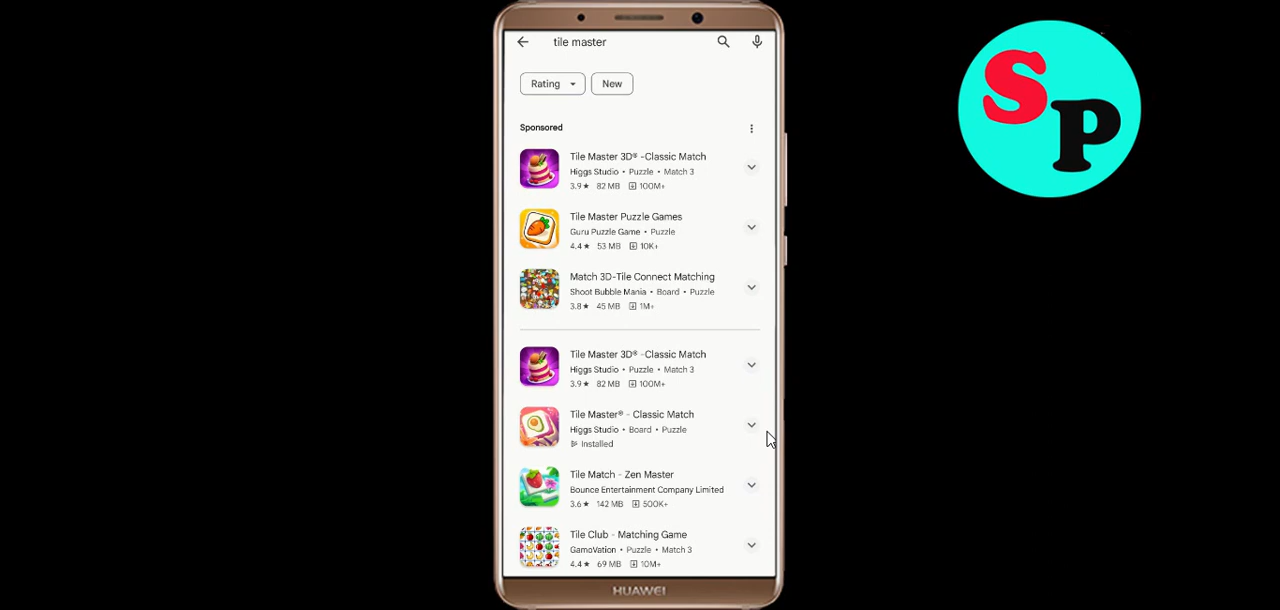 tile master
Rating
New
Sponsored
Tile Master 3D® -Classic Match
Higgs Studio • Puzzle • Match 3
3.9★ 82 MB 100M+
Tile Master Puzzle Games
Guru Puzzle Game • Puzzle
4.4★ 53 MB 10K+
Match 3D-Tile Connect Matching
Shoot Bubble Mania • Board • Puzzle
3.8★ 45 MB 1M+
Tile Master 3D® -Classic Match
Higgs Studio • Puzzle • Match 3
3.9★ 82 MB 100M+
Tile Master® - Classic Match
Higgs Studio • Board • Puzzle
Installed
Tile Match - Zen Master
Bounce Entertainment Company Limited
3.6★ 142 MB 500K+
Tile Club - Matching Game
GamoVation • Puzzle • Match 3
4.4★ 69 MB 10M+
HUAWEI
SP